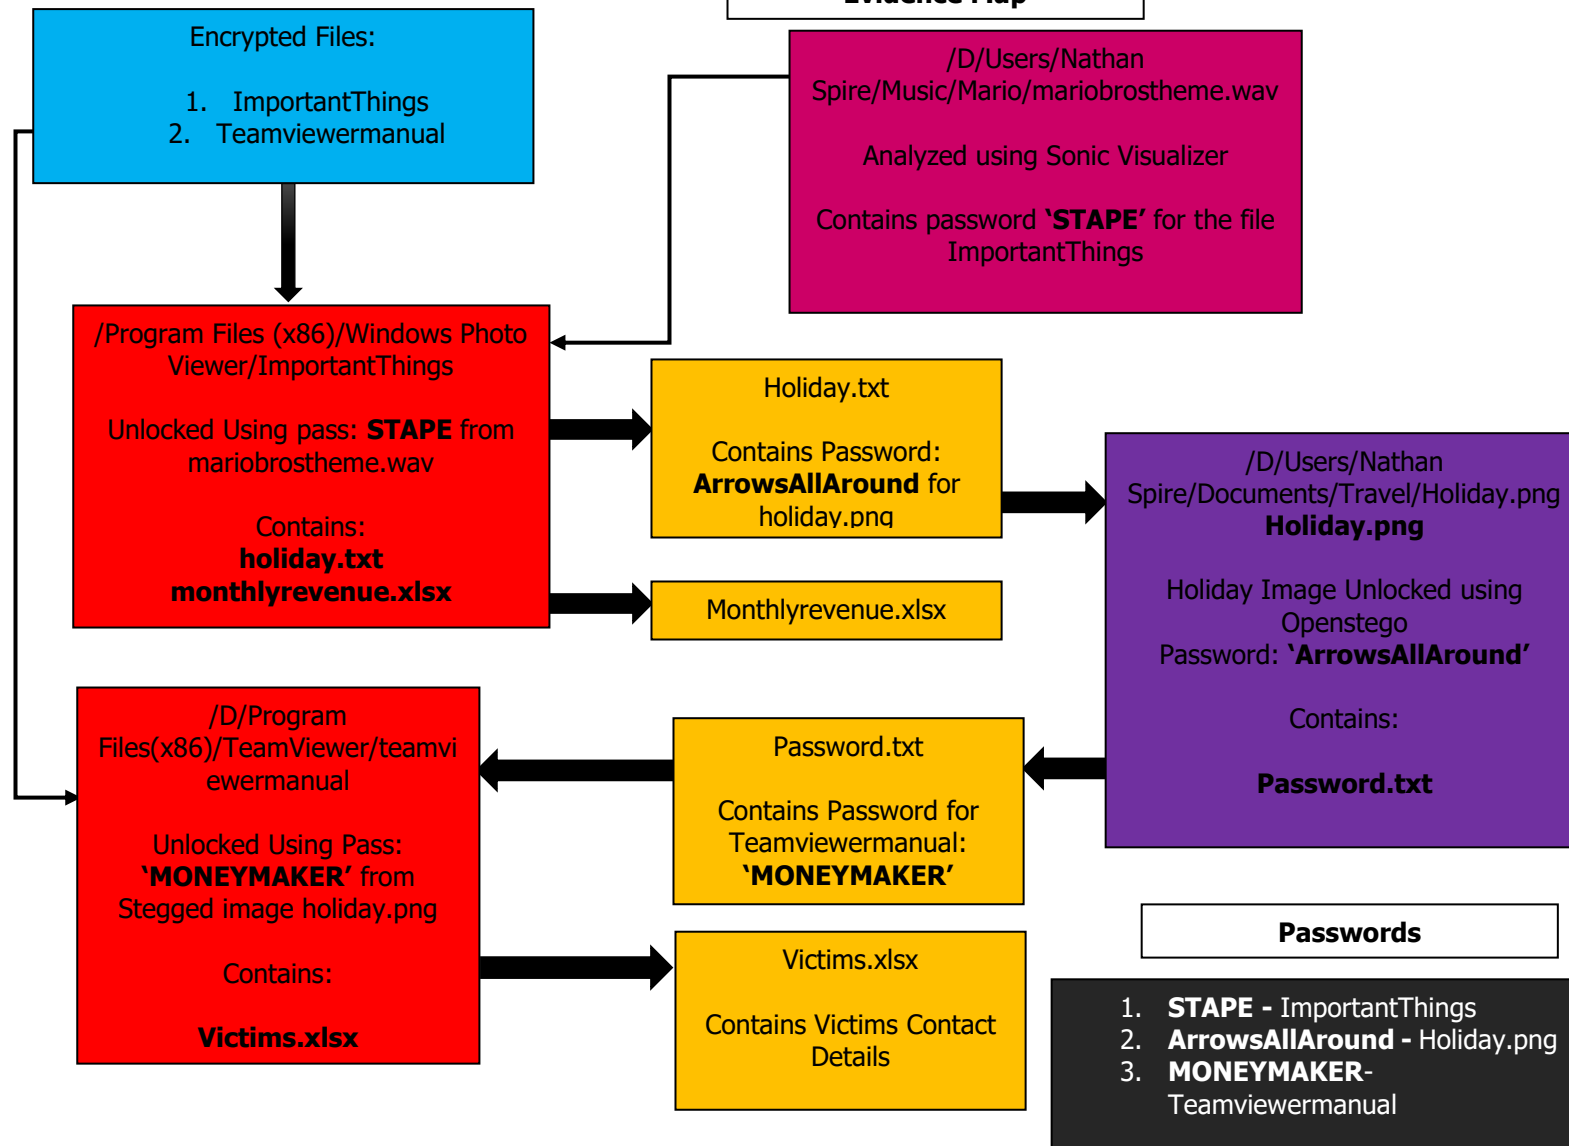 Evidence Map
Encrypted Files:
1. ImportantThings
2. Teamviewermanual
/D/Users/Nathan
Spire/Music/Mario/mariobrostheme.wav
Analyzed using Sonic Visualizer
Contains password ‘STAPE’ for the file
ImportantThings
/Program Files (x86)/Windows Photo
Viewer/ImportantThings
Unlocked Using pass: STAPE from
mariobrostheme.wav
Contains:
holiday.txt
monthlyrevenue.xlsx
Holiday.txt
Contains Password:
ArrowsAllAround for
holiday.png
Monthlyrevenue.xlsx
/D/Users/Nathan
Spire/Documents/Travel/Holiday.png
Holiday.png
Holiday Image Unlocked using
Openstego
Password: ‘ArrowsAllAround’
Contains:
Password.txt
/D/Program
Files(x86)/TeamViewer/teamvi
ewermanual
Unlocked Using Pass:
‘MONEYMAKER’ from
Stegged image holiday.png
Contains:
Victims.xlsx
Password.txt
Contains Password for
Teamviewermanual:
‘MONEYMAKER’
Victims.xlsx
Contains Victims Contact
Details
Passwords
1. STAPE - ImportantThings
2. ArrowsAllAround - Holiday.png
3. MONEYMAKER-
Teamviewermanual